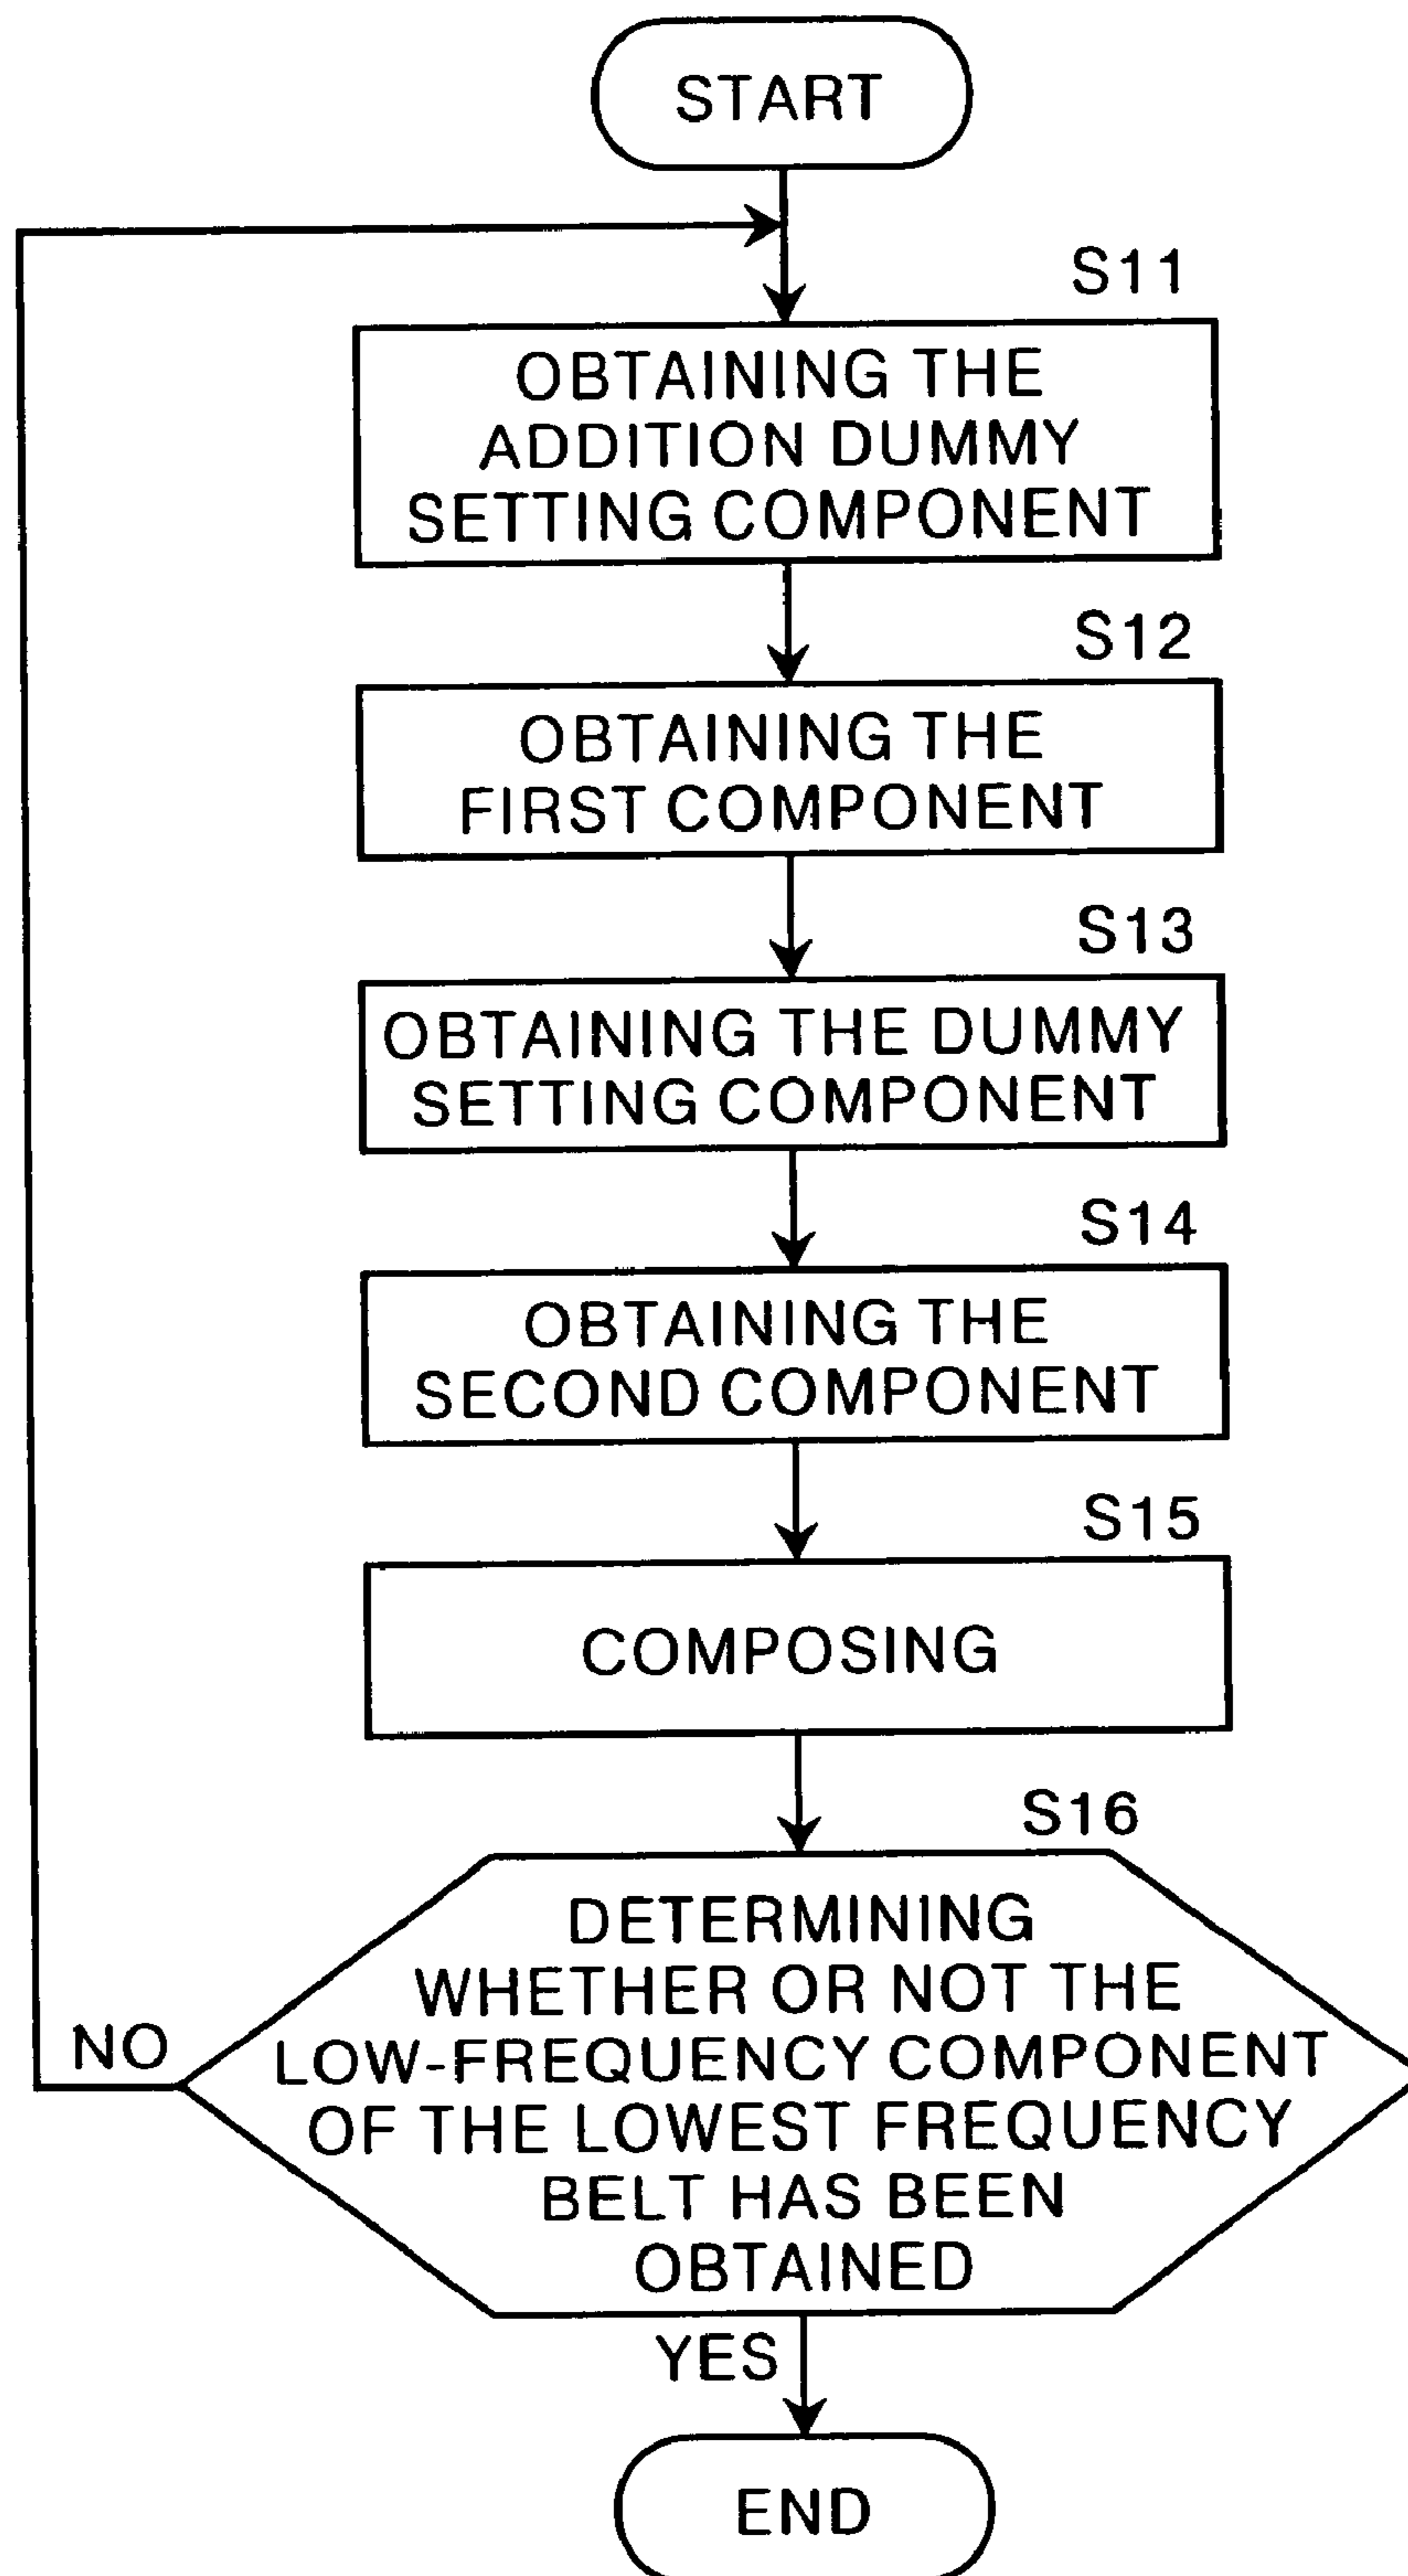 START
S11
OBTAINING THE
ADDITION DUMMY
SETTING COMPONENT
S12
OBTAINING THE
FIRST COMPONENT
S13
OBTAINING THE DUMMY
SETTING COMPONENT
S14
OBTAINING THE
SECOND COMPONENT
S15
COMPOSING
S16
DETERMINING
WHETHER OR NOT THE
LOW-FREQUENCY COMPONENT
OF THE LOWEST FREQUENCY
BELT HAS BEEN
OBTAINED
NO
YES
END